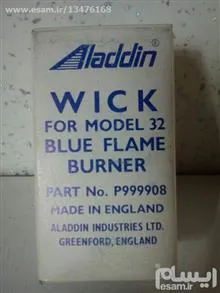 www.esam.ir/13476168
Aladdin®
WICK
FOR MODEL 32
BLUE FLAME
BURNER
PART No. P999908
MADE IN ENGLAND
ALADDIN INDUSTRIES LTD.
GREENFORD, ENGLAND
ایسام
esam.ir